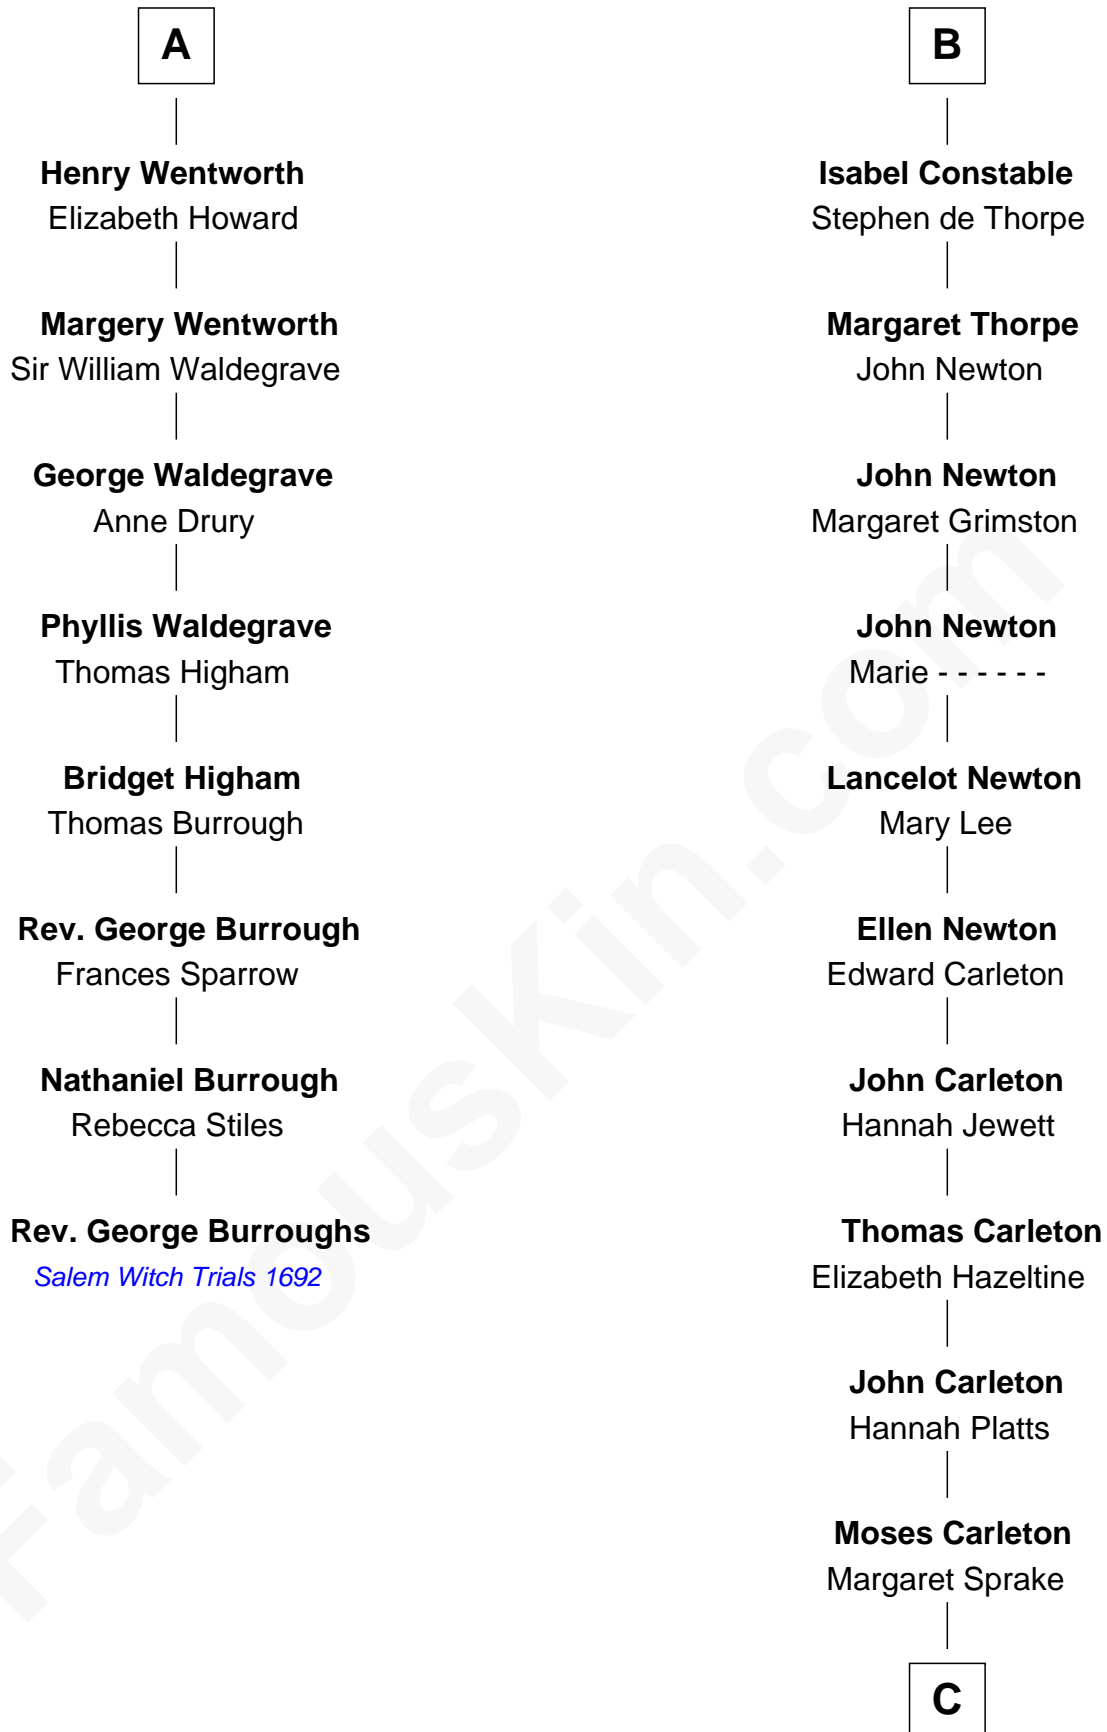 A
Henry Wentworth
Elizabeth Howard
Margery Wentworth
Sir William Waldegrave
George Waldegrave
Anne Drury
Phyllis Waldegrave
Thomas Higham
Bridget Higham
Thomas Burrough
Rev. George Burrough
Frances Sparrow
Nathaniel Burrough
Rebecca Stiles
Rev. George Burroughs
Salem Witch Trials 1692
B
Isabel Constable
Stephen de Thorpe
Margaret Thorpe
John Newton
John Newton
Margaret Grimston
John Newton
Marie - - - - - -
Lancelot Newton
Mary Lee
Ellen Newton
Edward Carleton
John Carleton
Hannah Jewett
Thomas Carleton
Elizabeth Hazeltine
John Carleton
Hannah Platts
Moses Carleton
Margaret Sprake
C
FamousKin.com